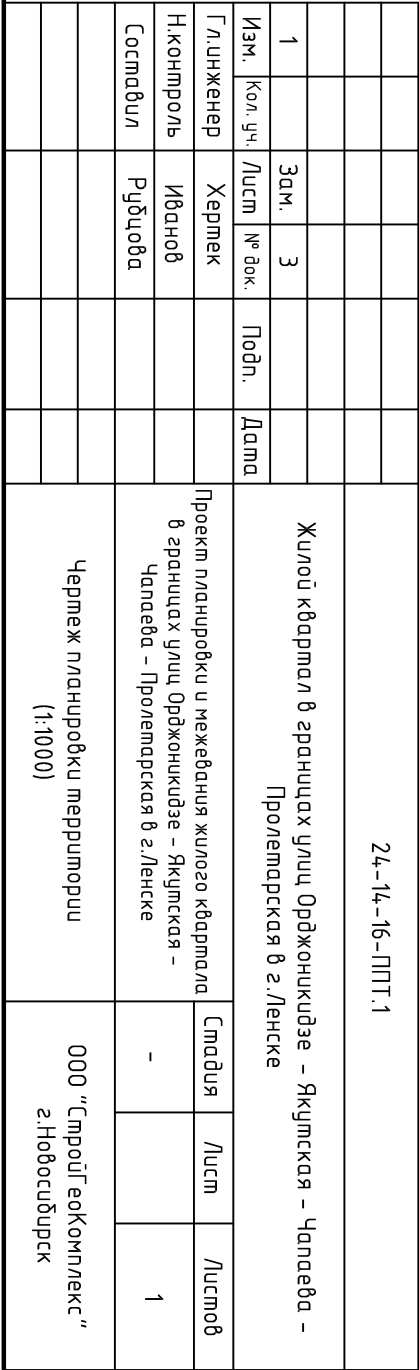 24-14-16-ППТ.1
Жилой квартал в границах улиц Орджоникидзе - Якутская - Чапаева -
Пролетарская в г.Ленске
1 Зам. 3
Изм. Кол. уч. Лист № док. Подп. Дата
Гл.инженер Хертек
Н.контроль Иванов
Составил Рубцова
Проект планировки и межевания жилого квартала
в границах улиц Орджоникидзе - Якутская -
Чапаева - Пролетарская в г.Ленске
Стадия Лист Листов
- 1
Чертеж планировки территории
(1:1000)
ООО "СтройГеоКомплекс"
г.Новосибирск